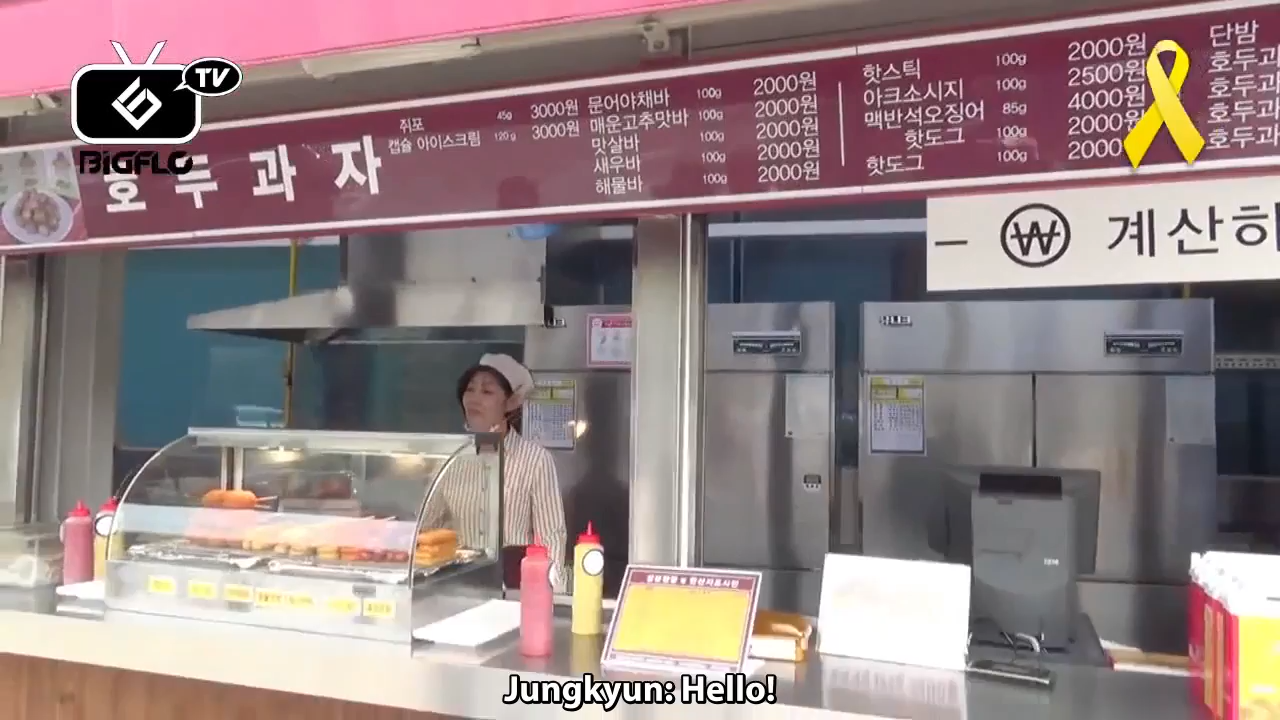 TV
BiGFLO
호두과자
쥐포 45g 3000원
캡슐 아이스크림 120g 3000원
문어야채바 100g 2000원
매운고추맛바 100g 2000원
맛살바 100g 2000원
새우바 100g 2000원
해물바 100g 2000원
핫스틱 100g 2000원
아크소시지 100g 2500원
맥반석오징어 85g 4000원
핫도그 100g 2000원
핫도그 100g 2000
단밤
호두과
호두과
호두과
호두과
– ₩ 계산하
Jungkyun: Hello!